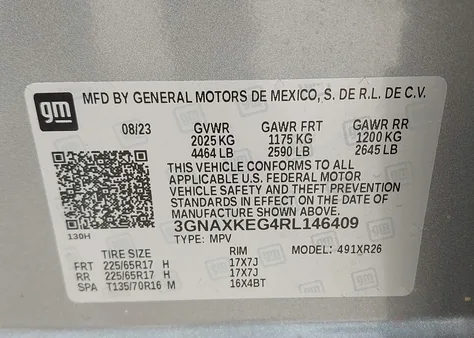 gm MFD BY GENERAL MOTORS DE MEXICO, S. DE R.L. DE C.V.
08/23 GVWR GAWR FRT GAWR RR
2025 KG 1175 KG 1200 KG
4464 LB 2590 LB 2645 LB
THIS VEHICLE CONFORMS TO ALL
APPLICABLE U.S. FEDERAL MOTOR
VEHICLE SAFETY AND THEFT PREVENTION
STANDARDS IN EFFECT ON THE DATE OF
MANUFACTURE SHOWN ABOVE.
3GNAXKEG4RL146409
130H TYPE: MPV MODEL: 491XR26
TIRE SIZE RIM
FRT 225/65R17 H 17X7J
RR 225/65R17 H 17X7J
SPA T135/70R16 M 16X4BT